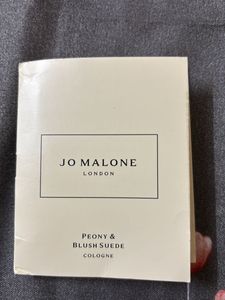 JO MALONE
LONDON
PEONY &
BLUSH SUEDE
COLOGNE